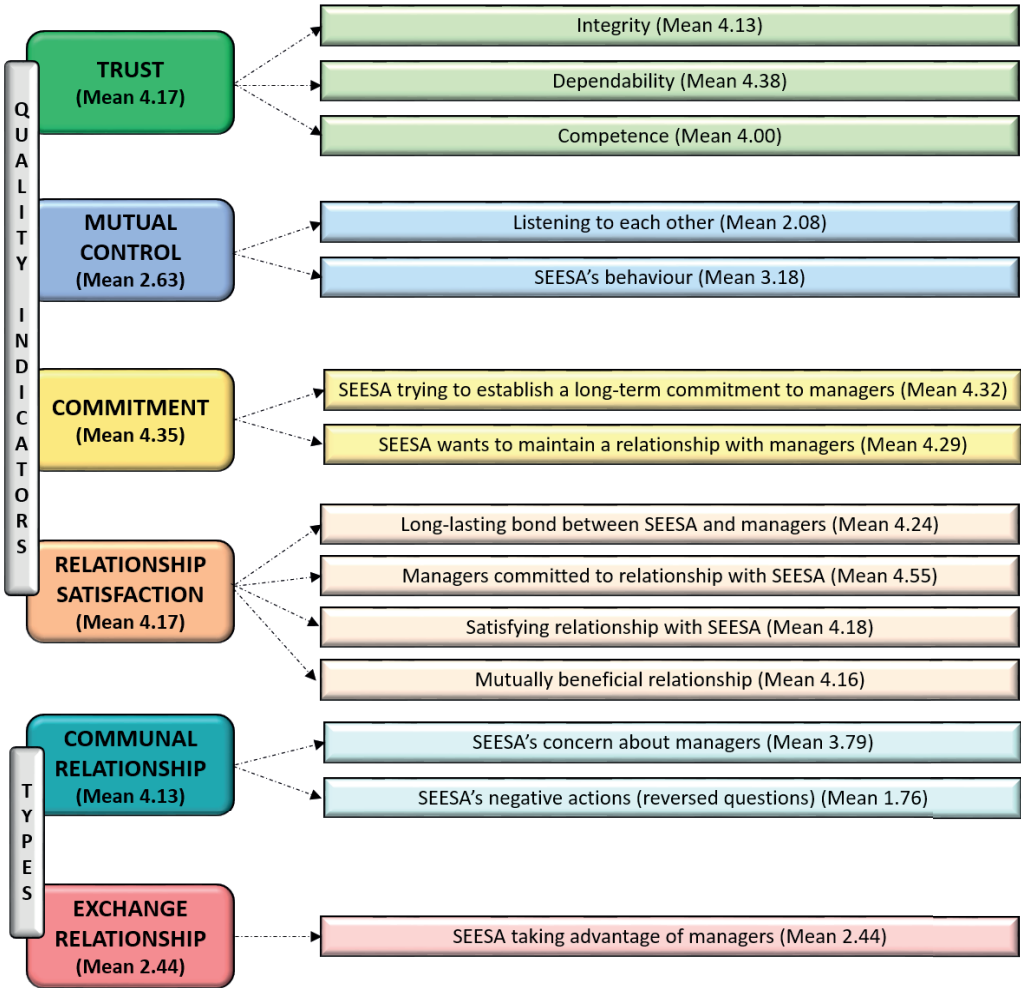 QUALITY INDICATORS
TRUST
(Mean 4.17)
Integrity (Mean 4.13)
Dependability (Mean 4.38)
Competence (Mean 4.00)
MUTUAL
CONTROL
(Mean 2.63)
Listening to each other (Mean 2.08)
SEESA’s behaviour (Mean 3.18)
COMMITMENT
(Mean 4.35)
SEESA trying to establish a long-term commitment to managers (Mean 4.32)
SEESA wants to maintain a relationship with managers (Mean 4.29)
RELATIONSHIP
SATISFACTION
(Mean 4.17)
Long-lasting bond between SEESA and managers (Mean 4.24)
Managers committed to relationship with SEESA (Mean 4.55)
Satisfying relationship with SEESA (Mean 4.18)
Mutually beneficial relationship (Mean 4.16)
TYPES
COMMUNAL
RELATIONSHIP
(Mean 4.13)
SEESA’s concern about managers (Mean 3.79)
SEESA’s negative actions (reversed questions) (Mean 1.76)
EXCHANGE
RELATIONSHIP
(Mean 2.44)
SEESA taking advantage of managers (Mean 2.44)